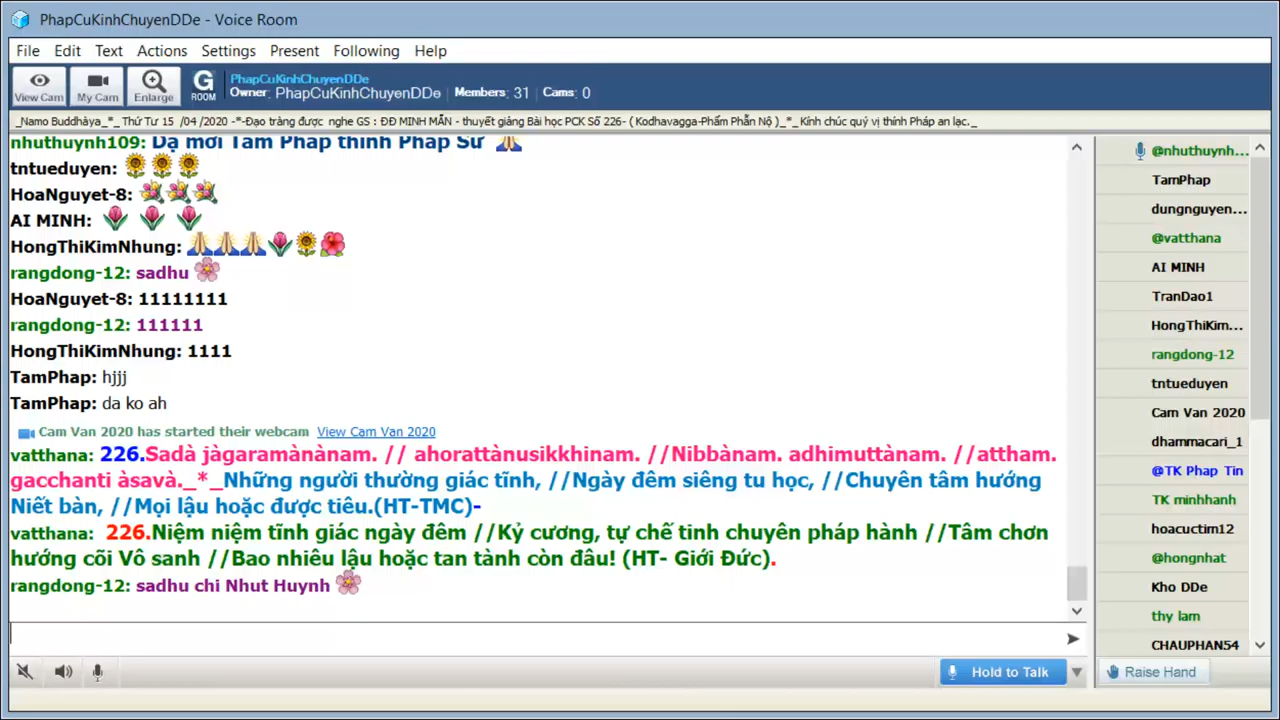 PhapCuKinhChuyenDDe - Voice Room
File Edit Text Actions Settings Present Following Help
View Cam My Cam Enlarge G ROOM
PhapCuKinhChuyenDDe
Owner: PhapCuKinhChuyenDDe Members: 31 Cams: 0
_Namo Buddhàya_*_ Thứ Tư 15 /04 /2020 -*-Đạo tràng được nghe GS : ĐĐ MINH MẪN - thuyết giảng Bài học PCK Số 226- ( Kodhavagga-Phẩm Phẫn Nộ )_*_ Kính chúc quý vị thính Pháp an lạc._
nhuthuynh109: Dạ mời Tam Phap thỉnh Pháp Sư
tntueduyen:
HoaNguyet-8:
AI MINH:
HongThiKimNhung:
rangdong-12: sadhu
HoaNguyet-8: 11111111
rangdong-12: 111111
HongThiKimNhung: 1111
TamPhap: hjjj
TamPhap: da ko ah
Cam Van 2020 has started their webcam View Cam Van 2020
vatthana: 226.Sadà jàgaramànànam. // ahorattànusikkhinam. //Nibbànam. adhimuttànam. //attham.
gacchanti àsavà._*_Những người thường giác tĩnh, //Ngày đêm siêng tu học, //Chuyên tâm hướng
Niết bàn, //Mọi lậu hoặc được tiêu.(HT-TMC)-
vatthana: 226.Niệm niệm tĩnh giác ngày đêm //Kỷ cương, tự chế tinh chuyên pháp hành //Tâm chơn
hướng cõi Vô sanh //Bao nhiêu lậu hoặc tan tành còn đâu! (HT- Giới Đức).
rangdong-12: sadhu chi Nhut Huynh
@nhuthuynh...
TamPhap
dungnguyen...
@vatthana
AI MINH
TranDao1
HongThiKim...
rangdong-12
tntueduyen
Cam Van 2020
dhammacari_1
@TK Phap Tin
TK minhhanh
hoacuctim12
@hongnhat
Kho DDe
thy lam
CHAUPHAN54
Hold to Talk
Raise Hand